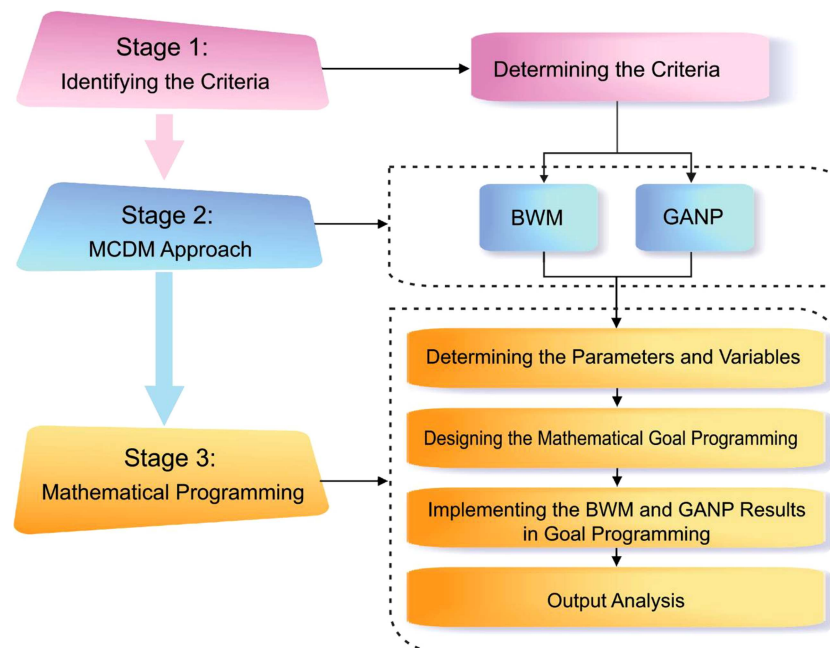 Stage 1:
Identifying the Criteria
Determining the Criteria
Stage 2:
MCDM Approach
BWM
GANP
Stage 3:
Mathematical Programming
Determining the Parameters and Variables
Designing the Mathematical Goal Programming
Implementing the BWM and GANP Results
in Goal Programming
Output Analysis